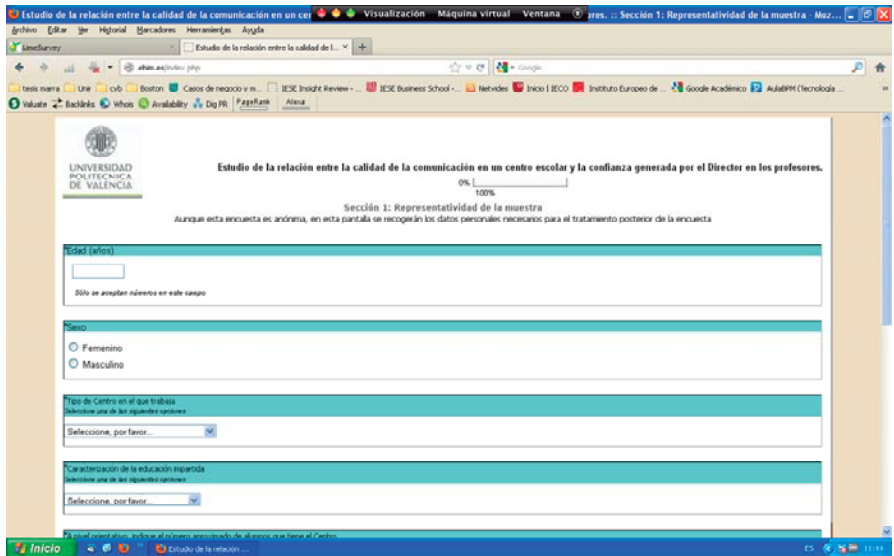 Estudio de la relación entre la calidad de la comunicación en un cen
Visualización Máquina virtual Ventana
ores. :: Sección 1: Representatividad de la muestra - Moz...
Archivo Editar Ver Historial Marcadores Herramientas Ayuda
LimeSurvey
Estudio de la relación entre la calidad de l...
Google
tesis marra Unir cvb Boston Casos de negocio y m... IESE Insight Review - ... IESE Business School - ... Netvides Inicio | IECO Instituto Europeo de ... Google Académico AulaBPM (Tecnología ...
Valuate Backlinks Whois Availability Dig PR PageRank Alexa
UNIVERSIDAD
POLITECNICA
DE VALENCIA
Estudio de la relación entre la calidad de la comunicación en un centro escolar y la confianza generada por el Director en los profesores.
0%
100%
Sección 1: Representatividad de la muestra
Aunque esta encuesta es anónima, en esta pantalla se recogerán los datos personales necesarios para el tratamiento posterior de la encuesta
*Edad (años)
Sólo se aceptan números en este campo
*Sexo
Femenino
Masculino
*Tipo de Centro en el que trabaja
Seleccione una de las siguientes opciones
Seleccione, por favor...
*Caracterización de la educación impartida
Seleccione una de las siguientes opciones
Seleccione, por favor...
*A nivel orientativo, indique el número aproximado de alumnos que tiene el Centro
Inicio
Estudio de la relación ...
ES